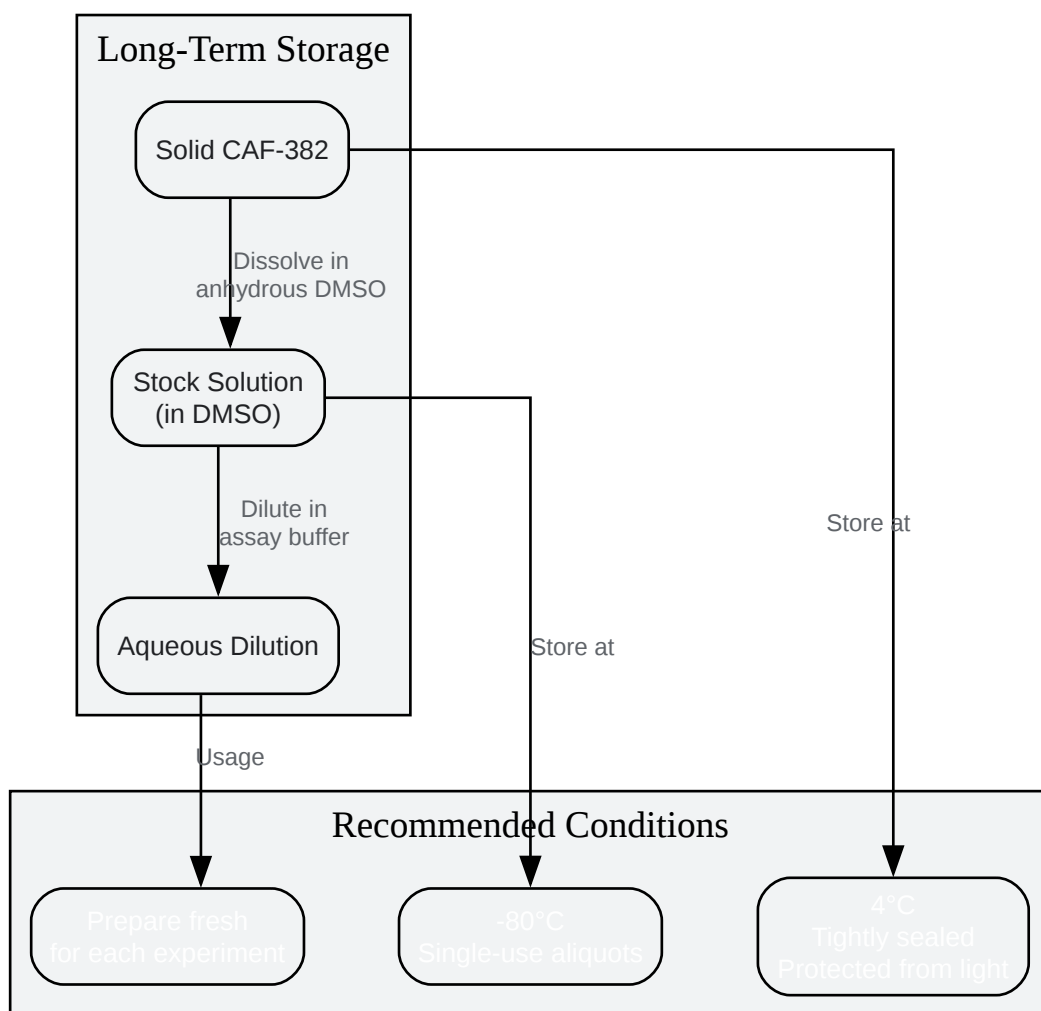 Long-Term Storage
Solid CAF-382
Dissolve in
anhydrous DMSO
Stock Solution
(in DMSO)
Dilute in
assay buffer
Store at
Aqueous Dilution
Store at
Usage
Recommended Conditions
Prepare fresh
for each experiment
-80°C
Single-use aliquots
4°C
Tightly sealed
Protected from light